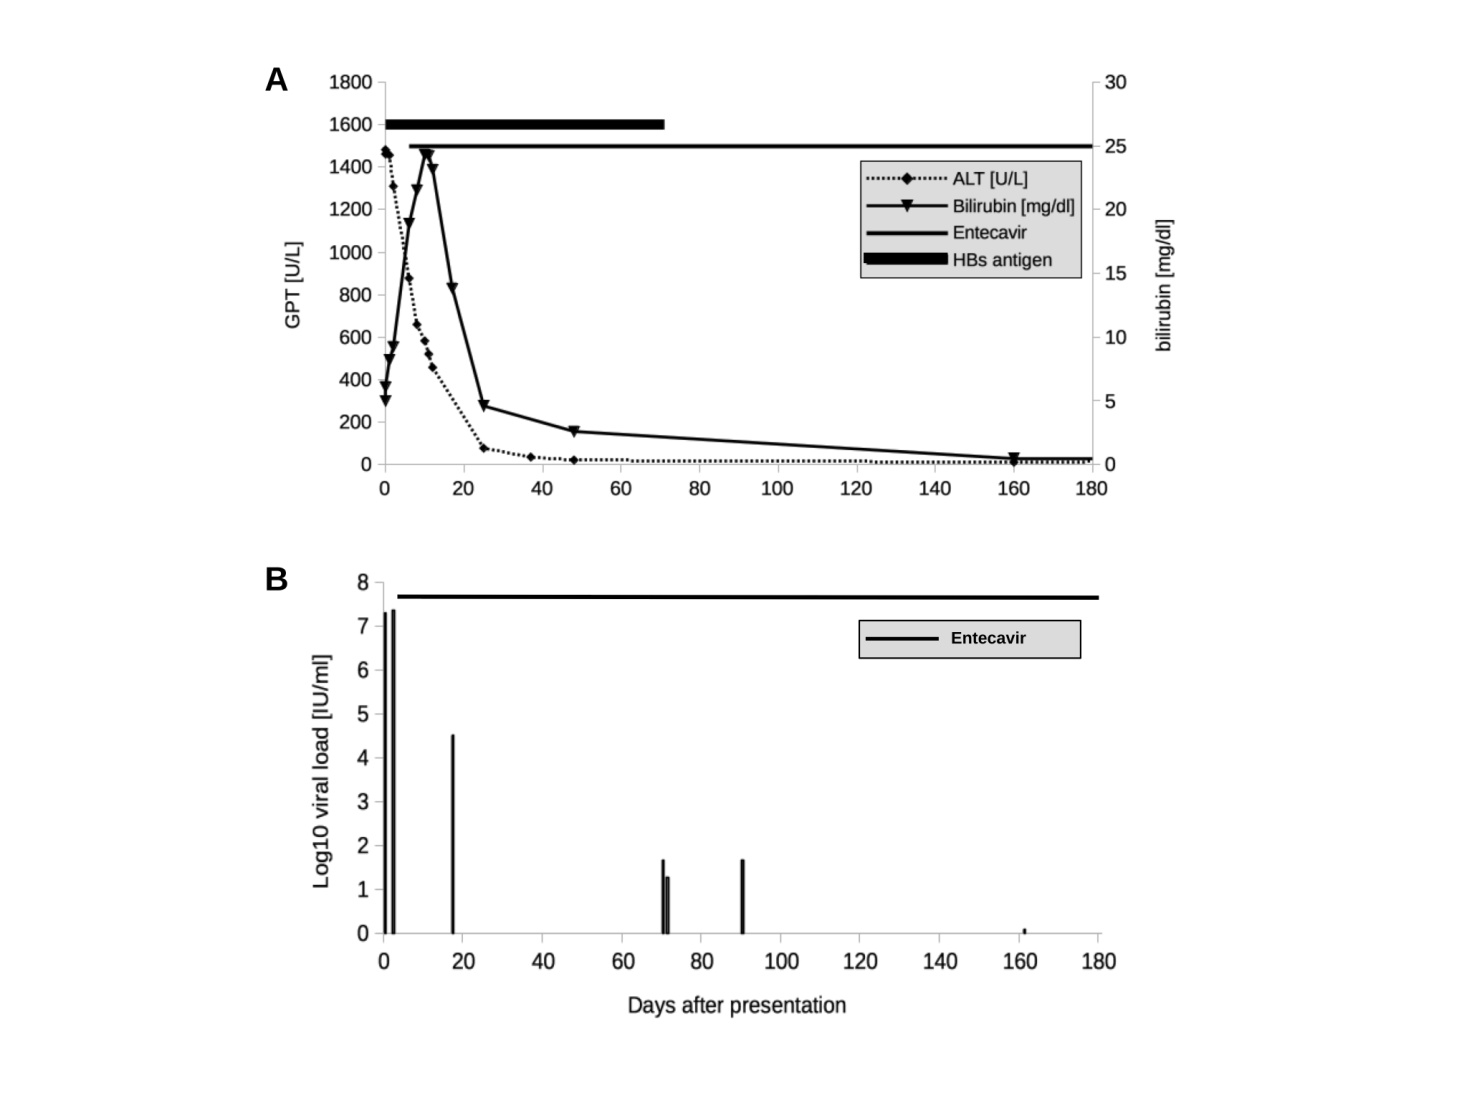 A
1800
1600
1400
1200
1000
800
600
400
200
0
GPT [U/L]
30
25
20
15
10
5
0
bilirubin [mg/dl]
ALT [U/L]
Bilirubin [mg/dl]
Entecavir
HBs antigen
0 20 40 60 80 100 120 140 160 180
B
8
7
6
5
4
3
2
1
0
Log10 viral load [IU/ml]
Entecavir
0 20 40 60 80 100 120 140 160 180
Days after presentation